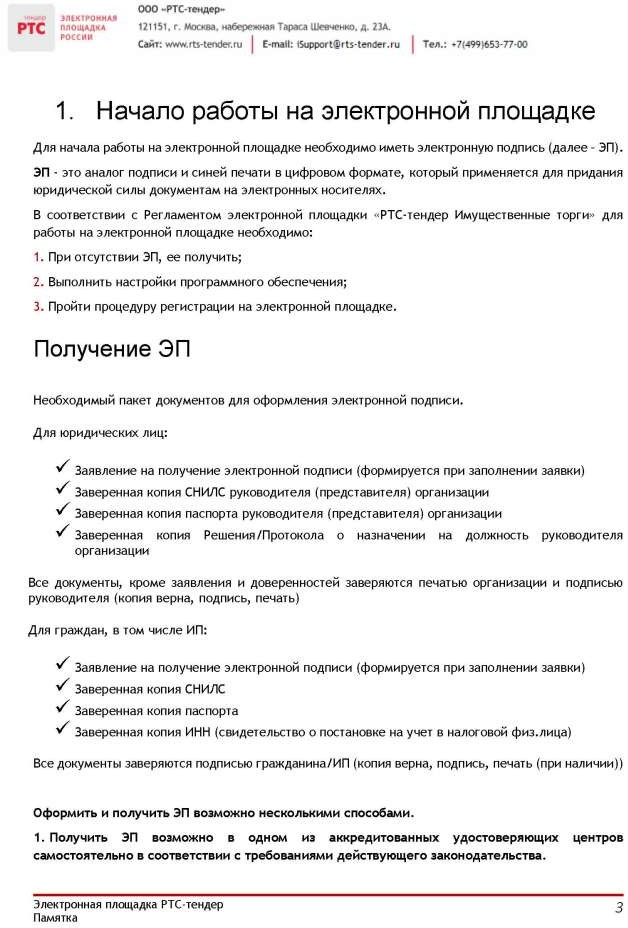 ООО «РТС-тендер»
тендер
РТС
ЭЛЕКТРОННАЯ
ПЛОЩАДКА
РОССИИ
121151, г. Москва, набережная Тараса Шевченко, д. 23А.
Сайт: www.rts-tender.ru | E-mail: iSupport@rts-tender.ru | Тел.: +7(499)653-77-00
1. Начало работы на электронной площадке
Для начала работы на электронной площадке необходимо иметь электронную подпись (далее – ЭП).
ЭП - это аналог подписи и синей печати в цифровом формате, который применяется для придания
юридической силы документам на электронных носителях.
В соответствии с Регламентом электронной площадки «РТС-тендер Имущественные торги» для
работы на электронной площадке необходимо:
1. При отсутствии ЭП, ее получить;
2. Выполнить настройки программного обеспечения;
3. Пройти процедуру регистрации на электронной площадке.
Получение ЭП
Необходимый пакет документов для оформления электронной подписи.
Для юридических лиц:
✓ Заявление на получение электронной подписи (формируется при заполнении заявки)
✓ Заверенная копия СНИЛС руководителя (представителя) организации
✓ Заверенная копия паспорта руководителя (представителя) организации
✓ Заверенная копия Решения/Протокола о назначении на должность руководителя
организации
Все документы, кроме заявления и доверенностей заверяются печатью организации и подписью
руководителя (копия верна, подпись, печать)
Для граждан, в том числе ИП:
✓ Заявление на получение электронной подписи (формируется при заполнении заявки)
✓ Заверенная копия СНИЛС
✓ Заверенная копия паспорта
✓ Заверенная копия ИНН (свидетельство о постановке на учет в налоговой физ.лица)
Все документы заверяются подписью гражданина/ИП (копия верна, подпись, печать (при наличии))
Оформить и получить ЭП возможно несколькими способами.
1. Получить ЭП возможно в одном из аккредитованных удостоверяющих центров
самостоятельно в соответствии с требованиями действующего законодательства.
Электронная площадка РТС-тендер
Памятка
3